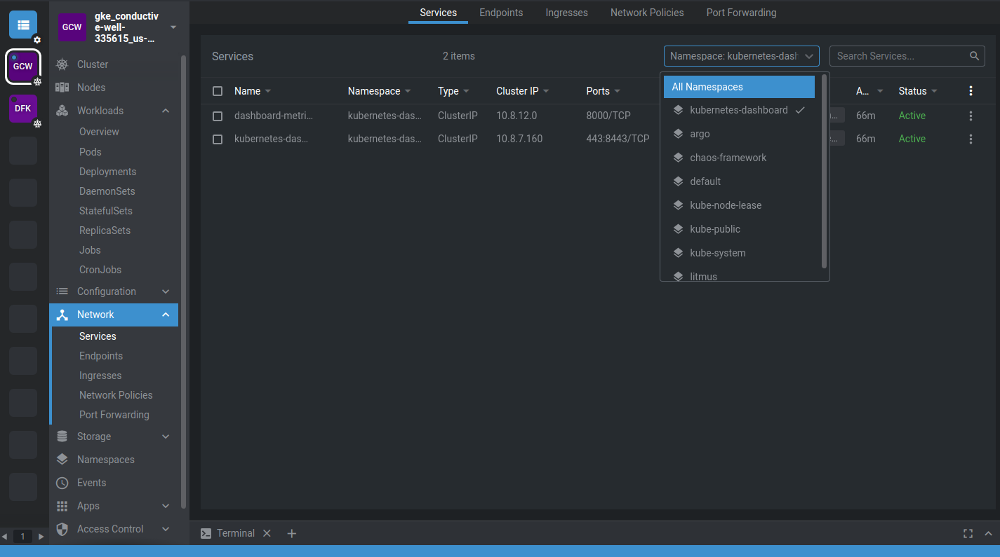 GCW
DFK
1
GCW
gke_conductiv
e-well-
335615_us-...
Cluster
Nodes
Workloads
Overview
Pods
Deployments
DaemonSets
StatefulSets
ReplicaSets
Jobs
CronJobs
Configuration
Network
Services
Endpoints
Ingresses
Network Policies
Port Forwarding
Storage
Namespaces
Events
Apps
Access Control
Services Endpoints Ingresses Network Policies Port Forwarding
Services 2 items Namespace: kubernetes-dash Search Services...
Name Namespace Type Cluster IP Ports A... Status
dashboard-metri... kubernetes-das... ClusterIP 10.8.12.0 8000/TCP 66m Active
kubernetes-das... kubernetes-das... ClusterIP 10.8.7.160 443:8443/TCP 66m Active
All Namespaces
kubernetes-dashboard
argo
chaos-framework
default
kube-node-lease
kube-public
kube-system
litmus
Terminal